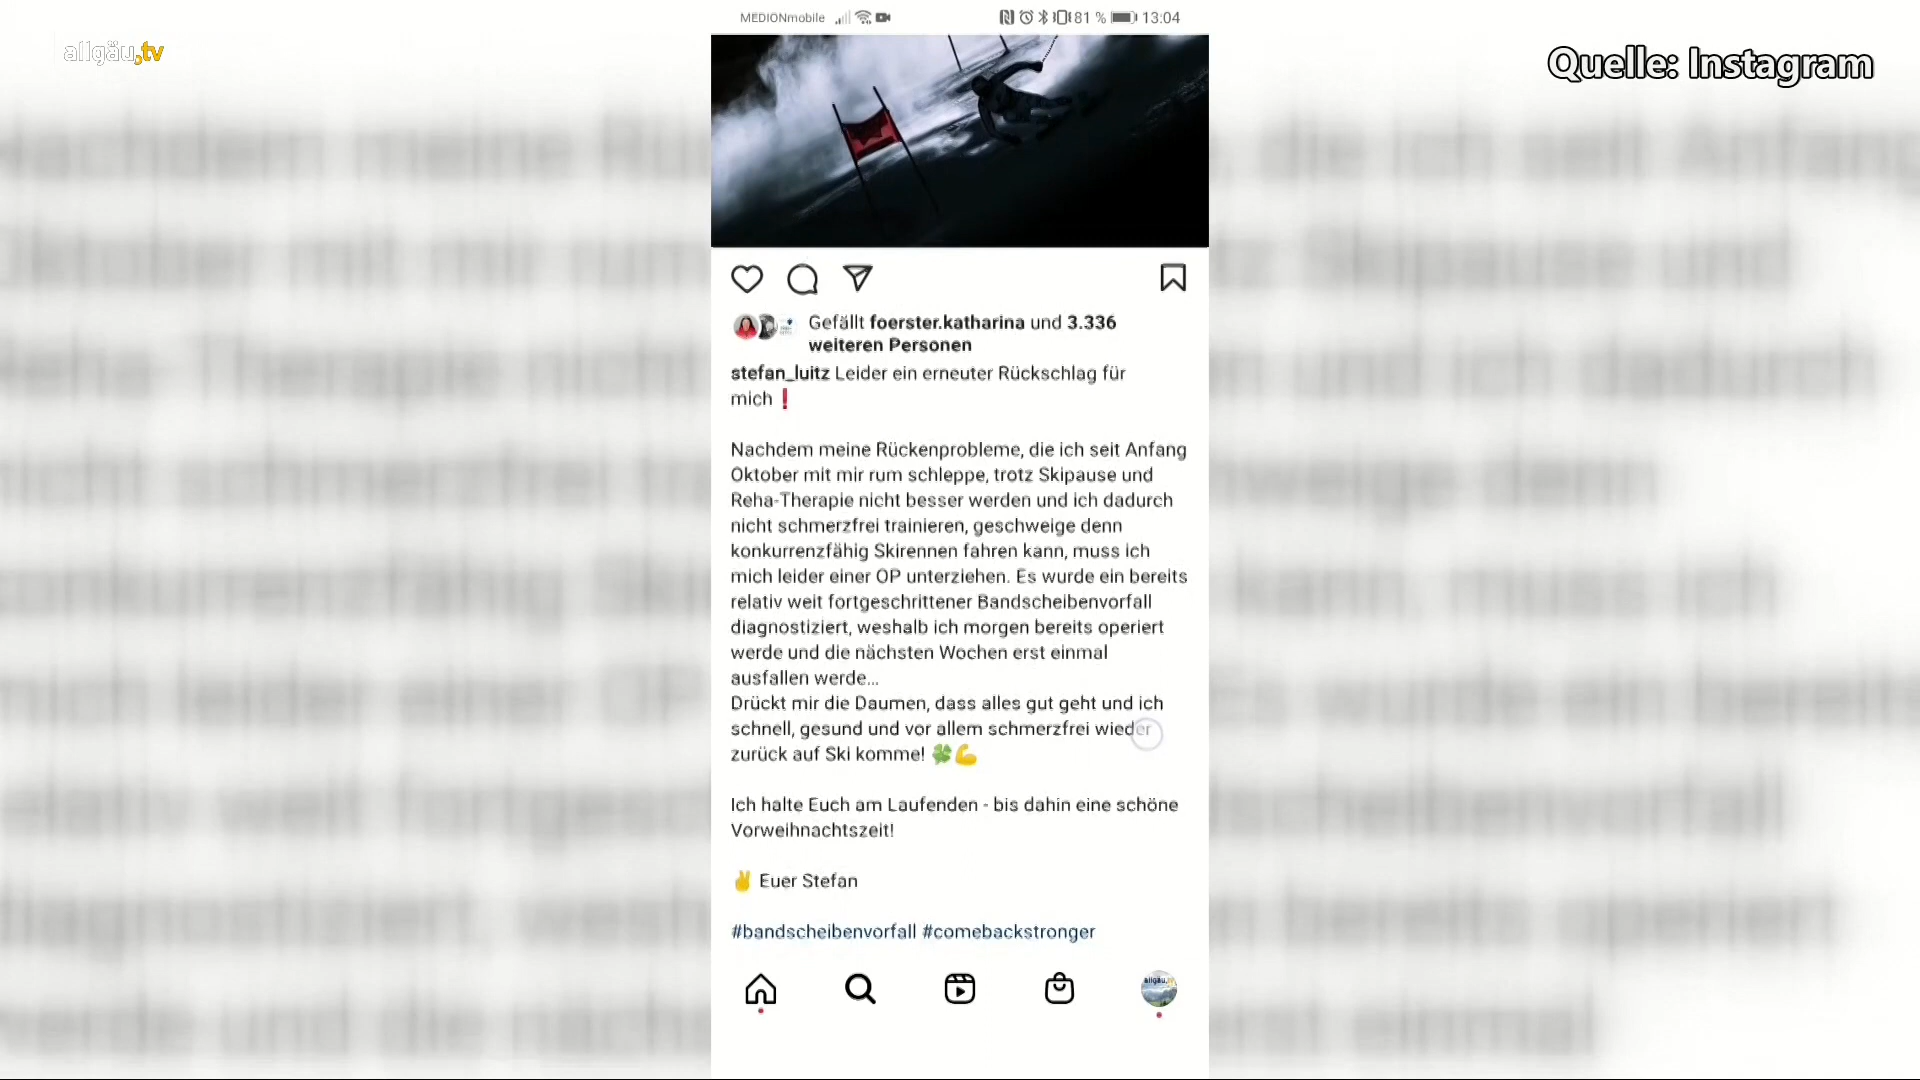 MEDIONmobile 81 % 13:04
allgäu.tv
Quelle: Instagram
Gefällt foerster.katharina und 3.336
weiteren Personen
stefan_luitz Leider ein erneuter Rückschlag für
mich❗
Nachdem meine Rückenprobleme, die ich seit Anfang
Oktober mit mir rum schleppe, trotz Skipause und
Reha-Therapie nicht besser werden und ich dadurch
nicht schmerzfrei trainieren, geschweige denn
konkurrenzfähig Skirennen fahren kann, muss ich
mich leider einer OP unterziehen. Es wurde ein bereits
relativ weit fortgeschrittener Bandscheibenvorfall
diagnostiziert, weshalb ich morgen bereits operiert
werde und die nächsten Wochen erst einmal
ausfallen werde...
Drückt mir die Daumen, dass alles gut geht und ich
schnell, gesund und vor allem schmerzfrei wieder
zurück auf Ski komme! 🍀💪
Ich halte Euch am Laufenden - bis dahin eine schöne
Vorweihnachtszeit!
✌ Euer Stefan
#bandscheibenvorfall #comebackstronger